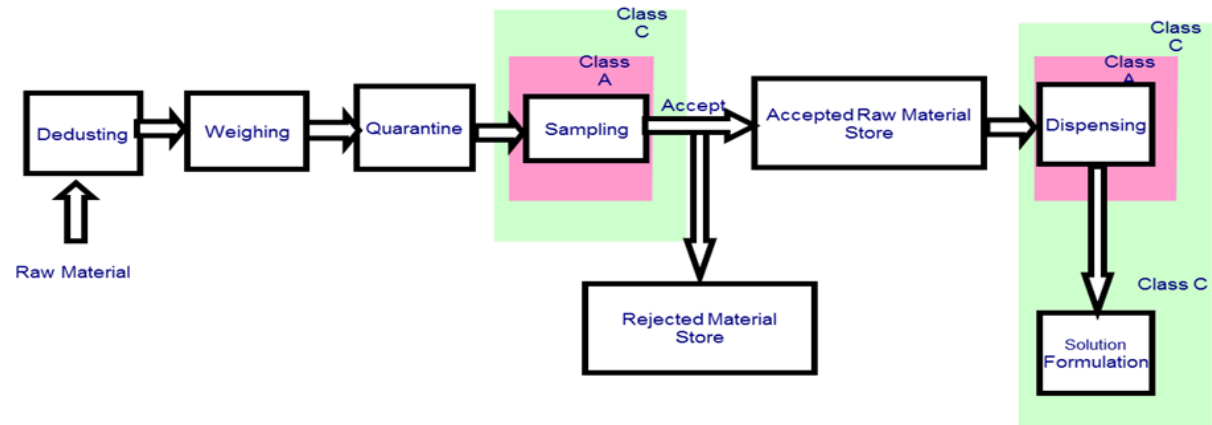 Class
C
Class
A
Class
C
Class
A
Dedusting
Weighing
Quarantine
Sampling
Accept
Accepted Raw Material
Store
Dispensing
Raw Material
Rejected Material
Store
Class C
Solution
Formulation